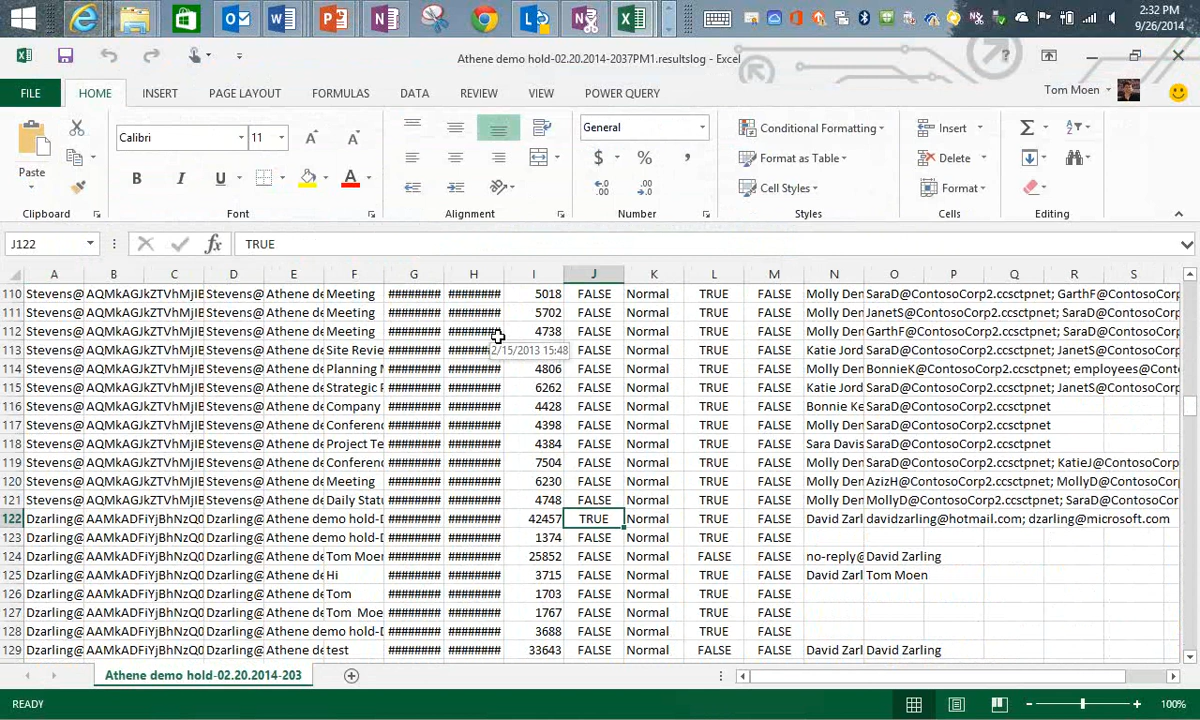 2:32 PM
9/26/2014
Athene demo hold-02.20.2014-2037PM1.resultslog - Excel
FILE HOME INSERT PAGE LAYOUT FORMULAS DATA REVIEW VIEW POWER QUERY Tom Moen
Calibri 11 General Conditional Formatting Insert
Paste $ % , Format as Table Delete
B I U A Cell Styles Format
Clipboard Font Alignment Number Styles Cells Editing
J122 fx TRUE
A B C D E F G H I J K L M N O P Q R S
110 Stevens@ AQMkAGJkZTVhMjIE Stevens@ Athene de Meeting ######## ######## 5018 FALSE Normal TRUE FALSE Molly Den SaraD@ContosoCorp2.ccsctpnet; GarthF@ContosoCorp
111 Stevens@ AQMkAGJkZTVhMjIE Stevens@ Athene de Meeting ######## ######## 5702 FALSE Normal TRUE FALSE Molly Den JanetS@ContosoCorp2.ccsctpnet; SaraD@ContosoCorp
112 Stevens@ AQMkAGJkZTVhMjIE Stevens@ Athene de Meeting ######## ######## 4738 FALSE Normal TRUE FALSE Molly Den GarthF@ContosoCorp2.ccsctpnet; SaraD@ContosoCorp
113 Stevens@ AQMkAGJkZTVhMjIE Stevens@ Athene de Site Revie ######## ####### 2/15/2013 15:48 FALSE Normal TRUE FALSE Katie Jord SaraD@ContosoCorp2.ccsctpnet; JanetS@ContosoCorp
114 Stevens@ AQMkAGJkZTVhMjIE Stevens@ Athene de Planning M ######## ######## 4806 FALSE Normal TRUE FALSE Molly Den BonnieK@ContosoCorp2.ccsctpnet; employees@Conto
115 Stevens@ AQMkAGJkZTVhMjIE Stevens@ Athene de Strategic P ######## ######## 6262 FALSE Normal TRUE FALSE Katie Jord SaraD@ContosoCorp2.ccsctpnet; JanetS@ContosoCorp
116 Stevens@ AQMkAGJkZTVhMjIE Stevens@ Athene de Company ######## ######## 4428 FALSE Normal TRUE FALSE Bonnie Ke SaraD@ContosoCorp2.ccsctpnet
117 Stevens@ AQMkAGJkZTVhMjIE Stevens@ Athene de Conferenc ######## ######## 4398 FALSE Normal TRUE FALSE Molly Den SaraD@ContosoCorp2.ccsctpnet
118 Stevens@ AQMkAGJkZTVhMjIE Stevens@ Athene de Project Te ######## ######## 4384 FALSE Normal TRUE FALSE Sara Davis SaraD@ContosoCorp2.ccsctpnet
119 Stevens@ AQMkAGJkZTVhMjIE Stevens@ Athene de Conferenc ######## ######## 7504 FALSE Normal TRUE FALSE Molly Den SaraD@ContosoCorp2.ccsctpnet; KatieJ@ContosoCorp
120 Stevens@ AQMkAGJkZTVhMjIE Stevens@ Athene de Meeting ######## ######## 6230 FALSE Normal TRUE FALSE Molly Den AzizH@ContosoCorp2.ccsctpnet; MollyD@ContosoCorp
121 Stevens@ AQMkAGJkZTVhMjIE Stevens@ Athene de Daily Statu ######## ######## 4748 FALSE Normal TRUE FALSE Molly Den MollyD@ContosoCorp2.ccsctpnet; SaraD@ContosoCorp
122 Dzarling@ AAMkADFiYjBhNzQ0 Dzarling@ Athene demo hold-D ######## ######## 42457 TRUE Normal TRUE FALSE David Zarl davidzarling@hotmail.com; dzarling@microsoft.com
123 Dzarling@ AAMkADFiYjBhNzQ0 Dzarling@ Athene demo hold-D ######## ######## 1374 FALSE Normal TRUE FALSE
124 Dzarling@ AAMkADFiYjBhNzQ0 Dzarling@ Athene de Tom Moen ######## ######## 25852 FALSE Normal FALSE FALSE no-reply@ David Zarling
125 Dzarling@ AAMkADFiYjBhNzQ0 Dzarling@ Athene de Hi ######## ######## 3715 FALSE Normal TRUE FALSE David Zarl Tom Moen
126 Dzarling@ AAMkADFiYjBhNzQ0 Dzarling@ Athene de Tom ######## ######## 1703 FALSE Normal TRUE FALSE
127 Dzarling@ AAMkADFiYjBhNzQ0 Dzarling@ Athene de Tom Moe ######## ######## 1767 FALSE Normal TRUE FALSE
128 Dzarling@ AAMkADFiYjBhNzQ0 Dzarling@ Athene demo hold-D ######## ######## 3688 FALSE Normal TRUE FALSE
129 Dzarling@ AAMkADFiYjBhNzQ0 Dzarling@ Athene de test ######## ######## 33643 FALSE Normal FALSE FALSE David Zarl David Zarling
Athene demo hold-02.20.2014-203
READY 100%